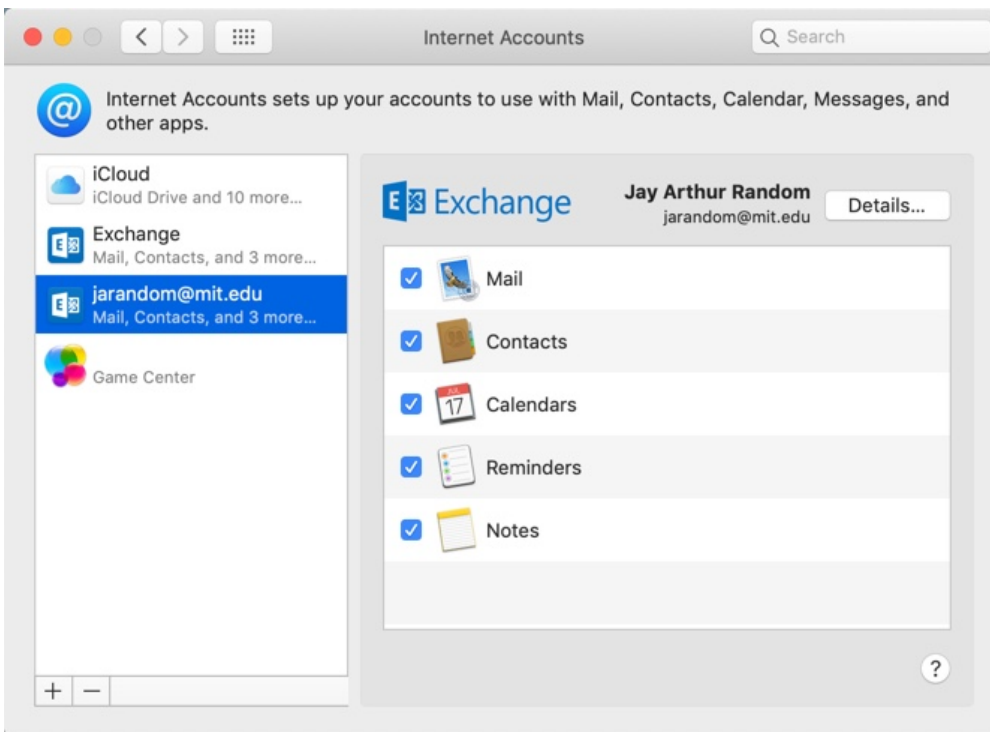 Internet Accounts
Search
Internet Accounts sets up your accounts to use with Mail, Contacts, Calendar, Messages, and
other apps.
iCloud
iCloud Drive and 10 more...
Exchange
Mail, Contacts, and 3 more...
jarandom@mit.edu
Mail, Contacts, and 3 more...
Game Center
+ −
E Exchange
Jay Arthur Random
jarandom@mit.edu
Details...
Mail
Contacts
JUL
17
Calendars
Reminders
Notes
?